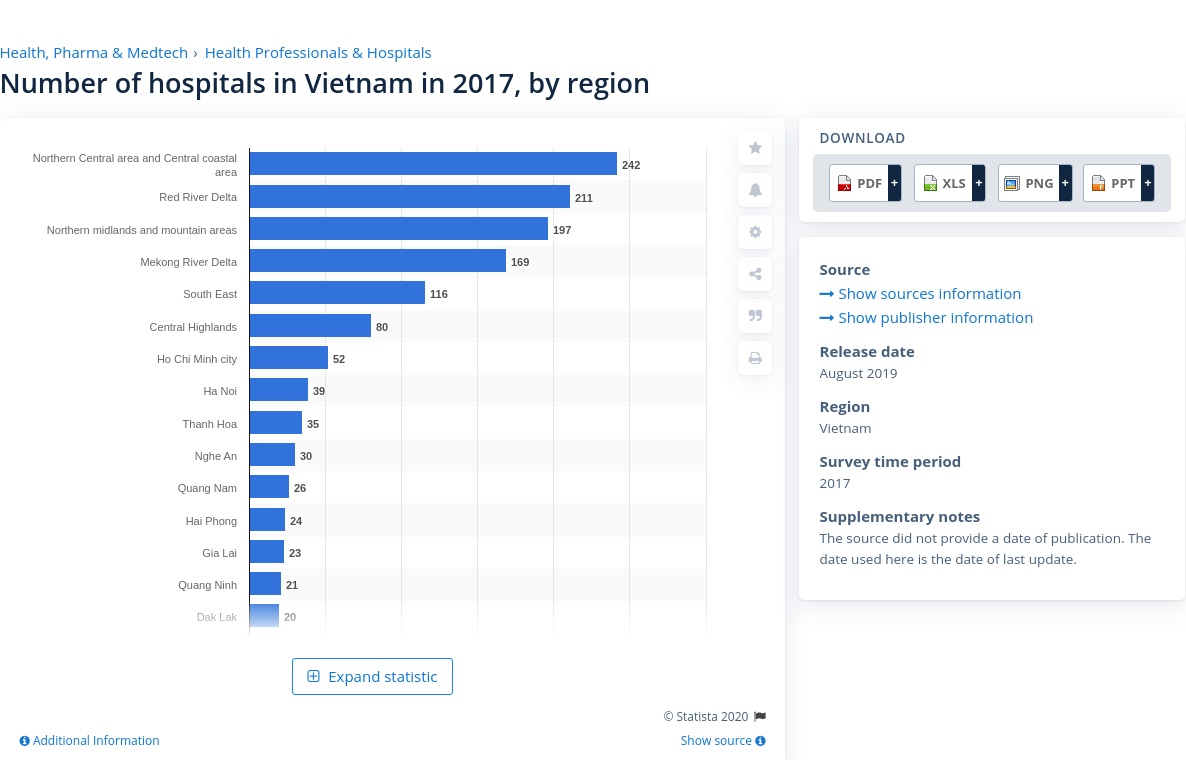 Health, Pharma & Medtech › Health Professionals & Hospitals
Number of hospitals in Vietnam in 2017, by region
Northern Central area and Central coastal
area
242
Red River Delta 211
Northern midlands and mountain areas 197
Mekong River Delta 169
South East 116
Central Highlands 80
Ho Chi Minh city 52
Ha Noi 39
Thanh Hoa 35
Nghe An 30
Quang Nam 26
Hai Phong 24
Gia Lai 23
Quang Ninh 21
Dak Lak 20
Expand statistic
© Statista 2020
Additional Information
Show source
DOWNLOAD
PDF + XLS + PNG + PPT +
Source
Show sources information
Show publisher information
Release date
August 2019
Region
Vietnam
Survey time period
2017
Supplementary notes
The source did not provide a date of publication. The
date used here is the date of last update.